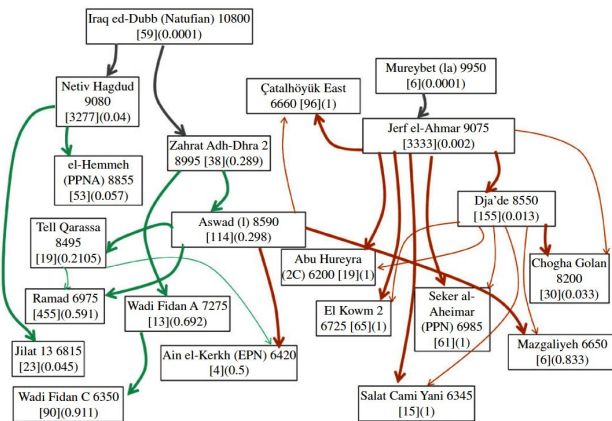 Iraq ed-Dubb (Natufian) 10800
[59](0.0001)
Mureybet (la) 9950
[6](0.0001)
Netiv Hagdud
9080
[3277](0.04)
Çatalhöyük East
6660 [96](1)
Jerf el-Ahmar 9075
[3333](0.002)
Zahrat Adh-Dhra 2
8995 [38](0.289)
el-Hemmeh
(PPNA) 8855
[53](0.057)
Dja'de 8550
[155](0.013)
Tell Qarassa
8495
[19](0.2105)
Aswad (l) 8590
[114](0.298)
Abu Hureyra
(2C) 6200 [19](1)
Chogha Golan
8200
[30](0.033)
Ramad 6975
[455](0.591)
Wadi Fidan A 7275
[13](0.692)
El Kowm 2
6725 [65](1)
Seker al-
Aheimar
(PPN) 6985
[61](1)
Jilat 13 6815
[23](0.045)
Ain el-Kerkh (EPN) 6420
[4](0.5)
Mazgaliyeh 6650
[6](0.833)
Wadi Fidan C 6350
[90](0.911)
Salat Cami Yani 6345
[15](1)